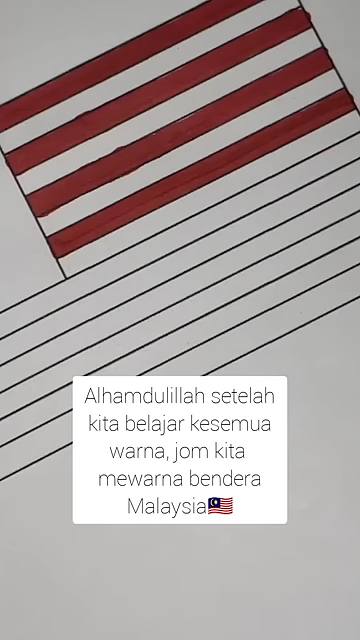 Alhamdulillah setelah
kita belajar kesemua
warna, jom kita
mewarna bendera
Malaysia🇲🇾